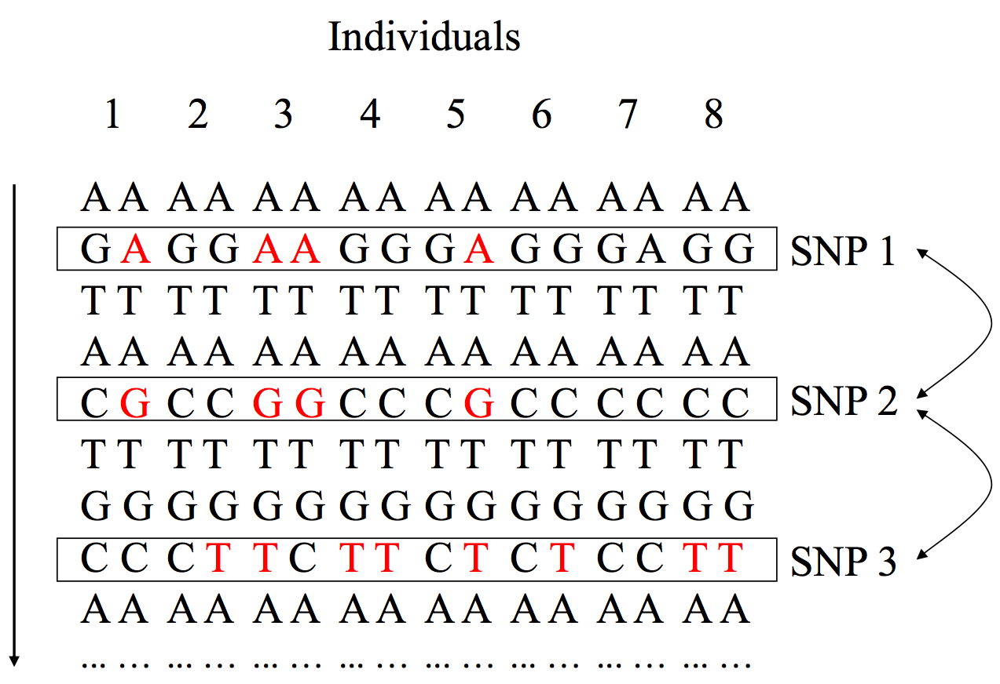 Individuals
1 2 3 4 5 6 7 8
A A A A A A A A A A A A A A A A
G A G G A A G G G A G G G A G G SNP 1
T T T T T T T T T T T T T T T T
A A A A A A A A A A A A A A A A
C G C C G G C C C G C C C C C C SNP 2
T T T T T T T T T T T T T T T T
G G G G G G G G G G G G G G G G
C C C T T C T T C T C T C C T T SNP 3
A A A A A A A A A A A A A A A A
... ... ... ... ... ... ... ... ... ... ... ... ... ... ... ...